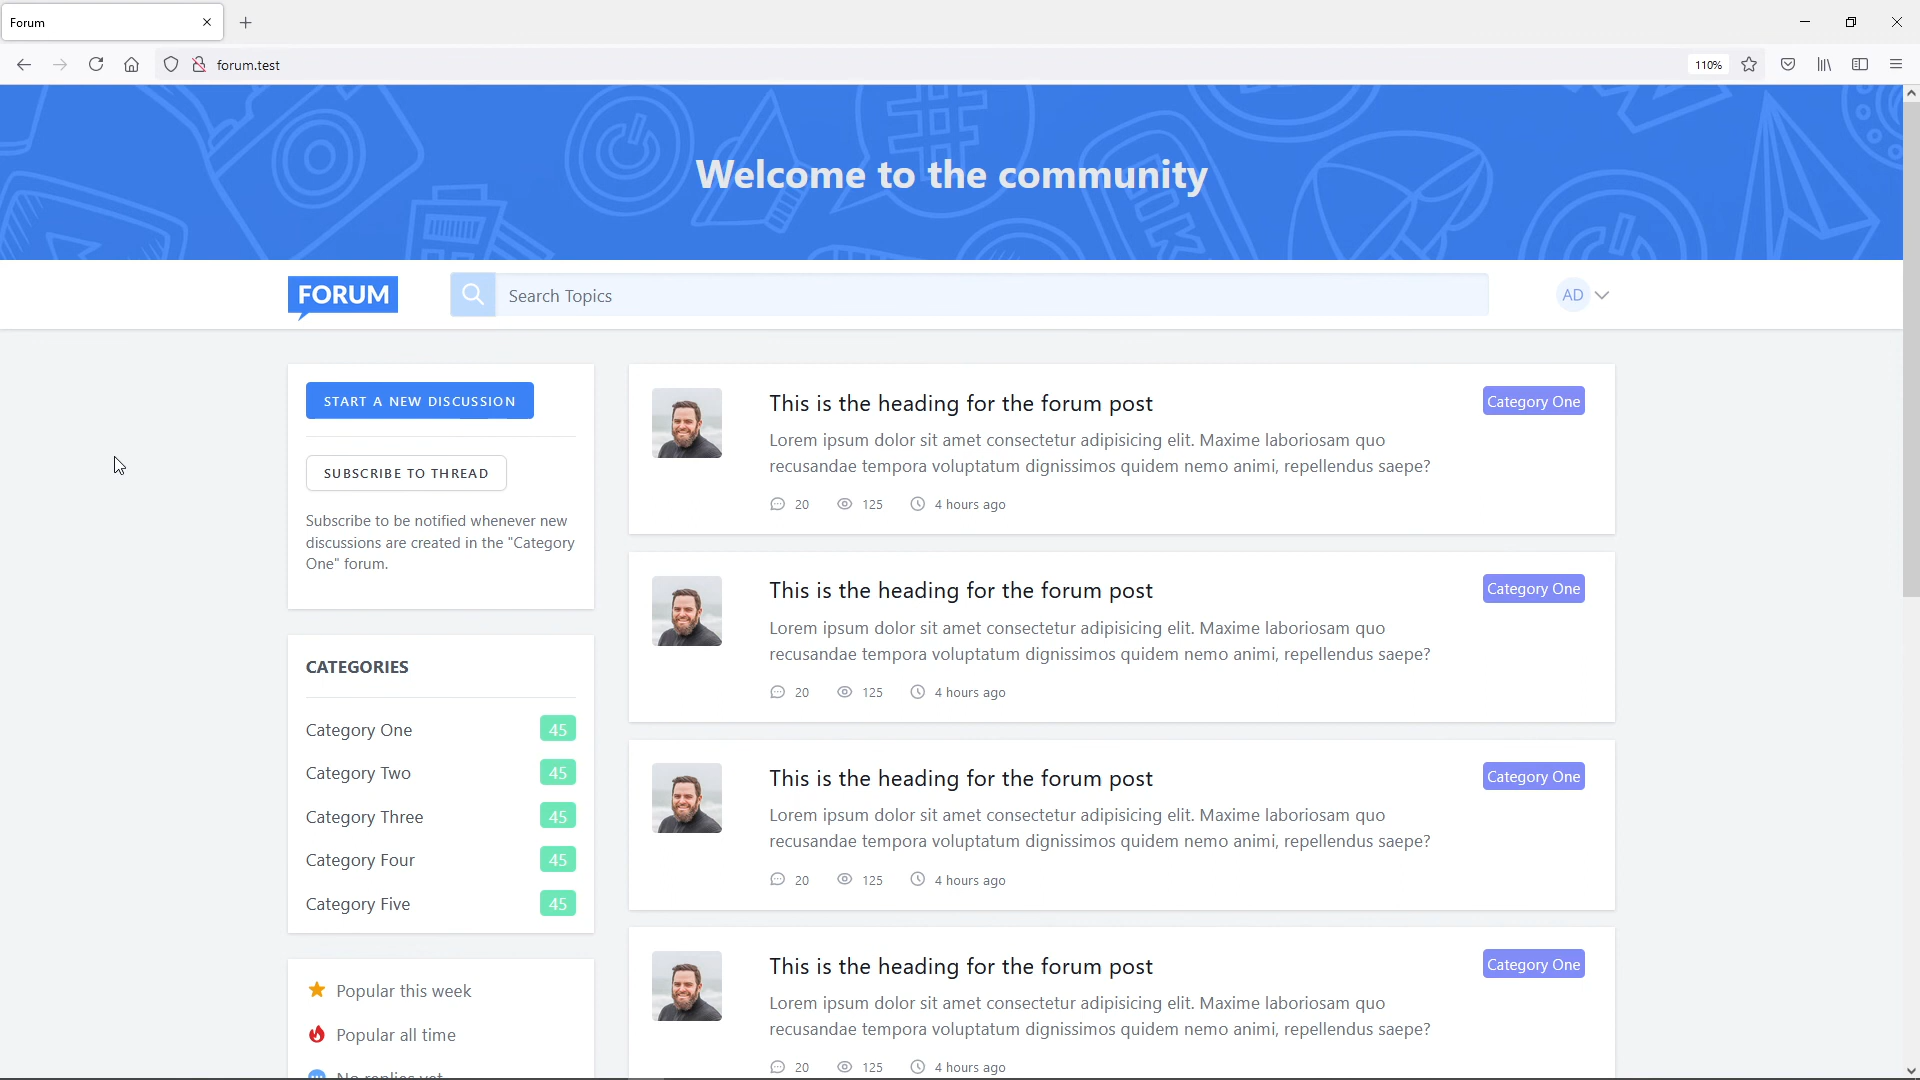 Forum
forum.test
110%
Welcome to the community
FORUM
Search Topics
AD
START A NEW DISCUSSION
SUBSCRIBE TO THREAD
Subscribe to be notified whenever new
discussions are created in the "Category
One" forum.
CATEGORIES
Category One 45
Category Two 45
Category Three 45
Category Four 45
Category Five 45
Popular this week
Popular all time
No replies yet
This is the heading for the forum post
Category One
Lorem ipsum dolor sit amet consectetur adipisicing elit. Maxime laboriosam quo
recusandae tempora voluptatum dignissimos quidem nemo animi, repellendus saepe?
20 125 4 hours ago
This is the heading for the forum post
Category One
Lorem ipsum dolor sit amet consectetur adipisicing elit. Maxime laboriosam quo
recusandae tempora voluptatum dignissimos quidem nemo animi, repellendus saepe?
20 125 4 hours ago
This is the heading for the forum post
Category One
Lorem ipsum dolor sit amet consectetur adipisicing elit. Maxime laboriosam quo
recusandae tempora voluptatum dignissimos quidem nemo animi, repellendus saepe?
20 125 4 hours ago
This is the heading for the forum post
Category One
Lorem ipsum dolor sit amet consectetur adipisicing elit. Maxime laboriosam quo
recusandae tempora voluptatum dignissimos quidem nemo animi, repellendus saepe?
20 125 4 hours ago